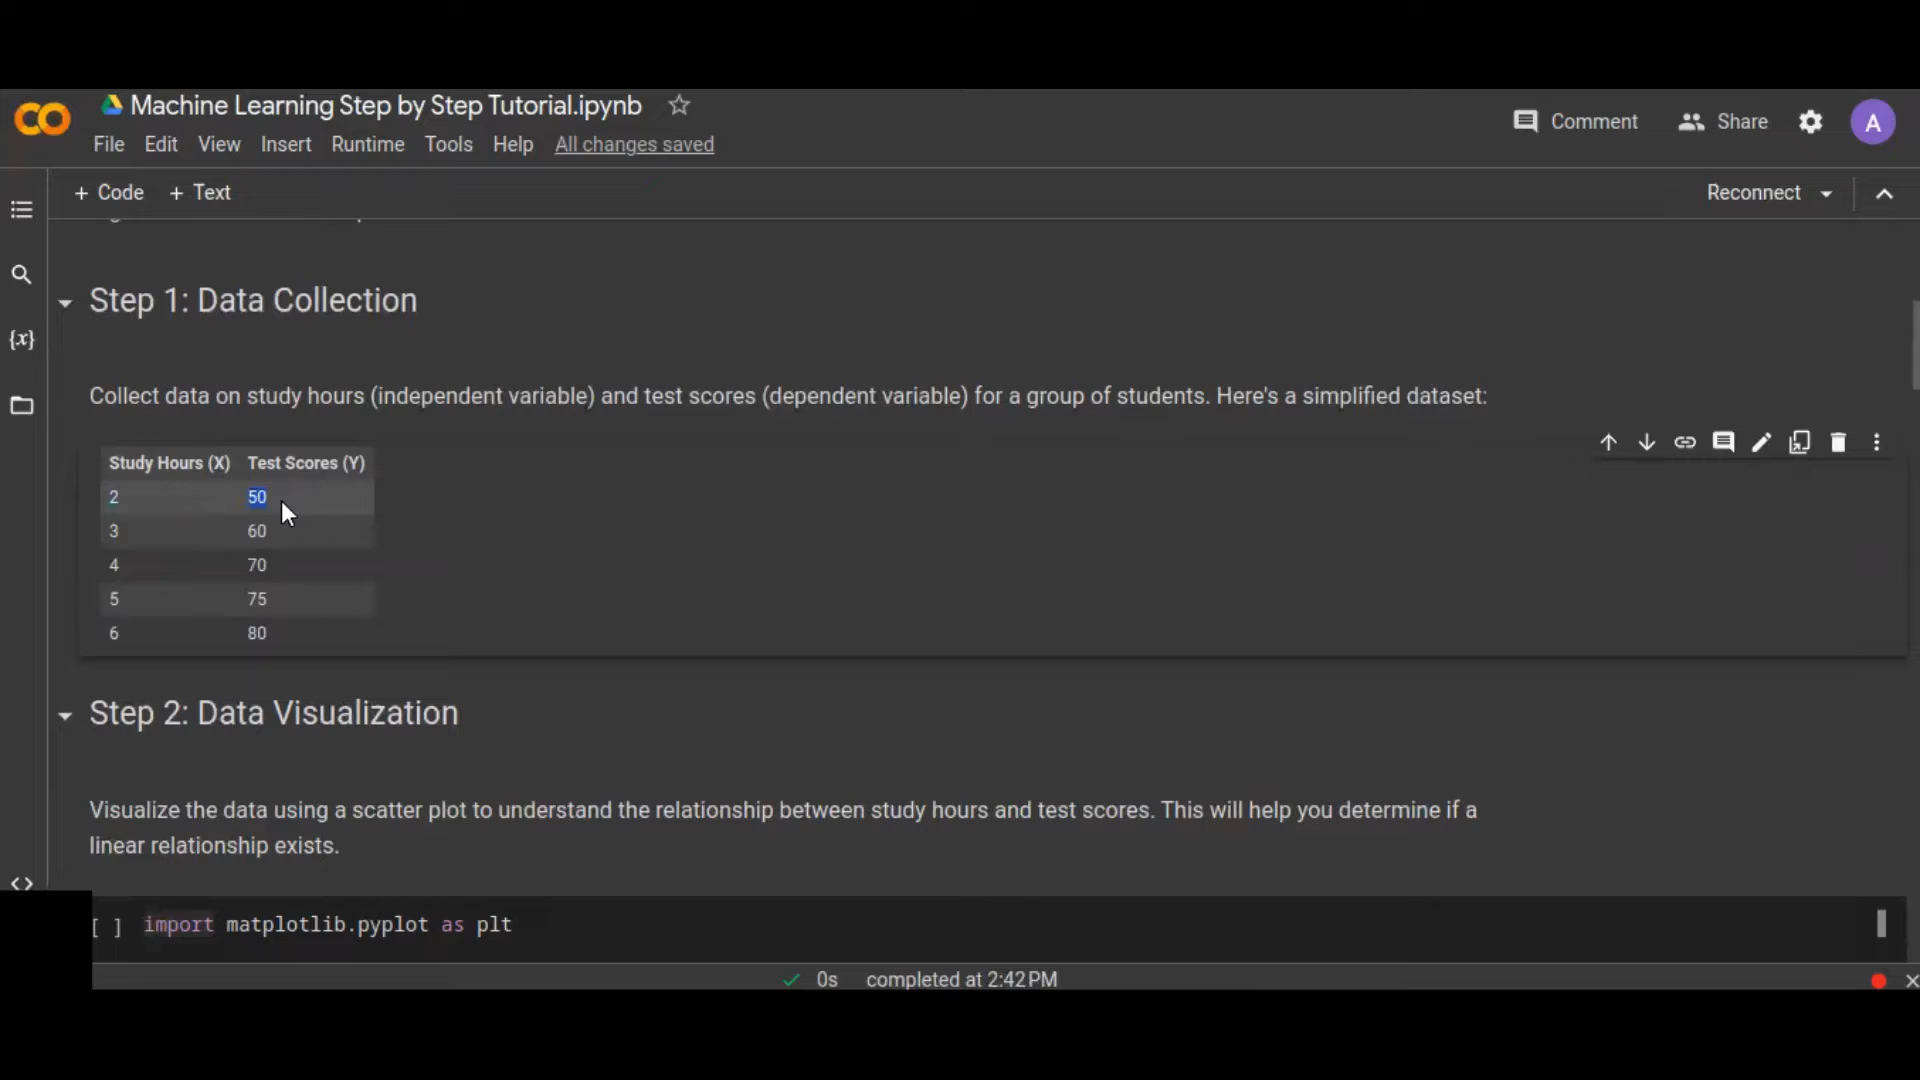 Machine Learning Step by Step Tutorial.ipynb
Comment
Share
A
File Edit View Insert Runtime Tools Help All changes saved
+ Code + Text
Reconnect
Step 1: Data Collection
{x}
Collect data on study hours (independent variable) and test scores (dependent variable) for a group of students. Here's a simplified dataset:
Study Hours (X) Test Scores (Y)
2 50
3 60
4 70
5 75
6 80
Step 2: Data Visualization
Visualize the data using a scatter plot to understand the relationship between study hours and test scores. This will help you determine if a
linear relationship exists.
[ ] import matplotlib.pyplot as plt
0s completed at 2:42 PM